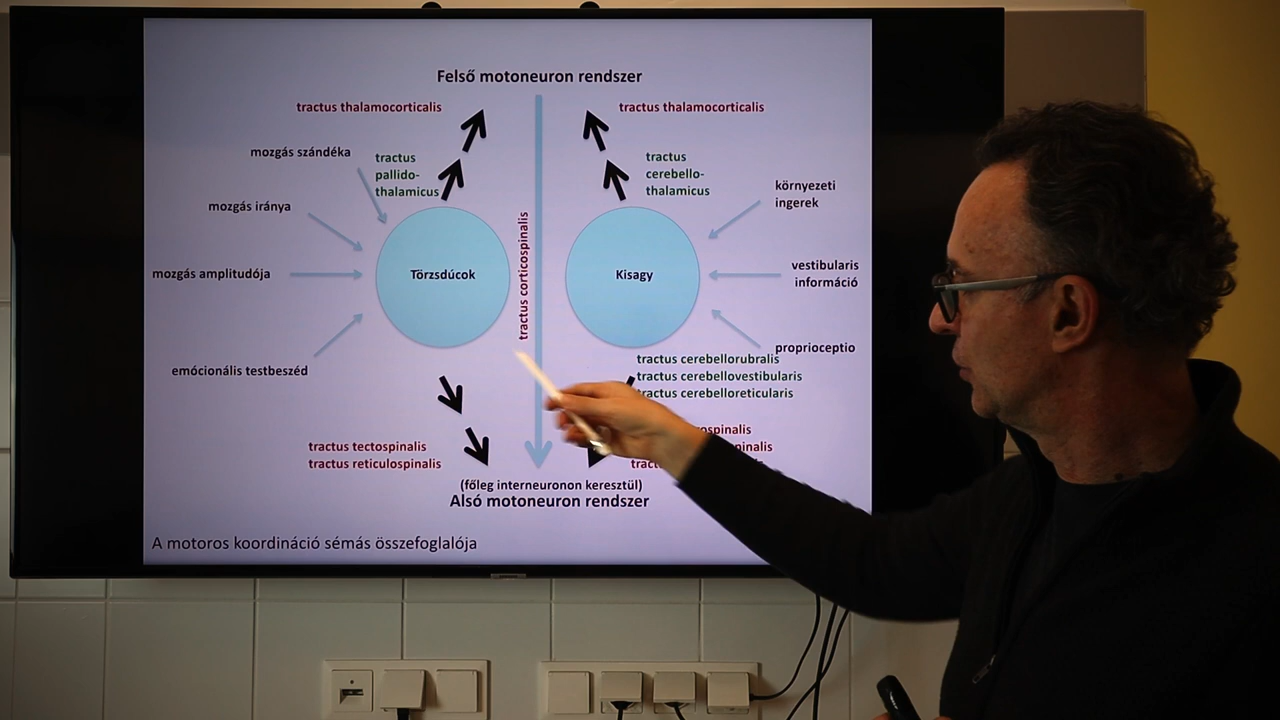 Felső motoneuron rendszer
tractus thalamocorticalis
tractus thalamocorticalis
mozgás szándéka
tractus
pallido-
thalamicus
tractus
cerebello-
thalamicus
környezeti
ingerek
mozgás iránya
tractus corticospinalis
mozgás amplitudója
Törzsdúcok
Kisagy
vestibularis
információ
proprioceptio
emócionális testbeszéd
tractus cerebellorubralis
tractus cerebellovestibularis
tractus cerebelloreticularis
tractus tectospinalis
tractus reticulospinalis
(főleg interneuronon keresztül)
Alsó motoneuron rendszer
A motoros koordináció sémás összefoglalója